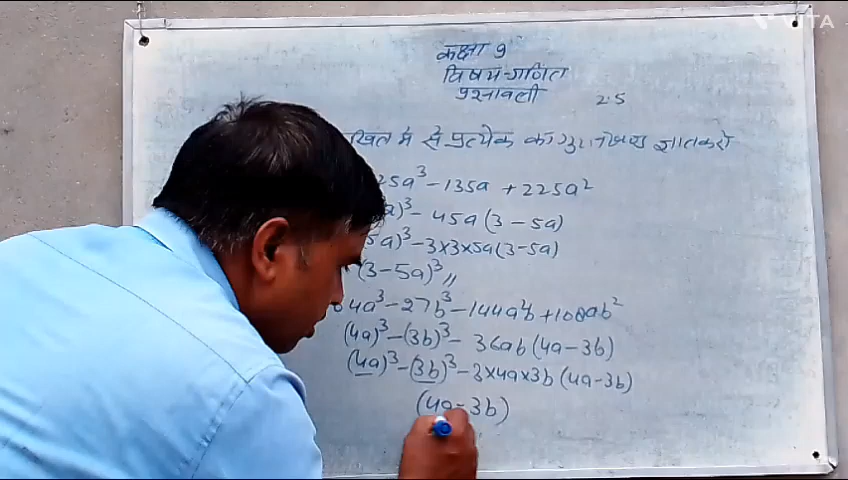 VITA
कक्षा 9
विषय-गणित
प्रश्नावली 2.5
खित में से प्रत्येक का गुणनखण्ड ज्ञात करो
25a³ - 135a + 225a²
)³ - 45a (3 - 5a)
5a)³ - 3×3×5a(3-5a)
(3-5a)³ //
4a³ - 27b³ - 144a²b + 108ab²
(4a)³ - (3b)³ - 36ab (4a - 3b)
(4a)³ - (3b)³ - 3×4a×3b (4a-3b)
(4a-3b)